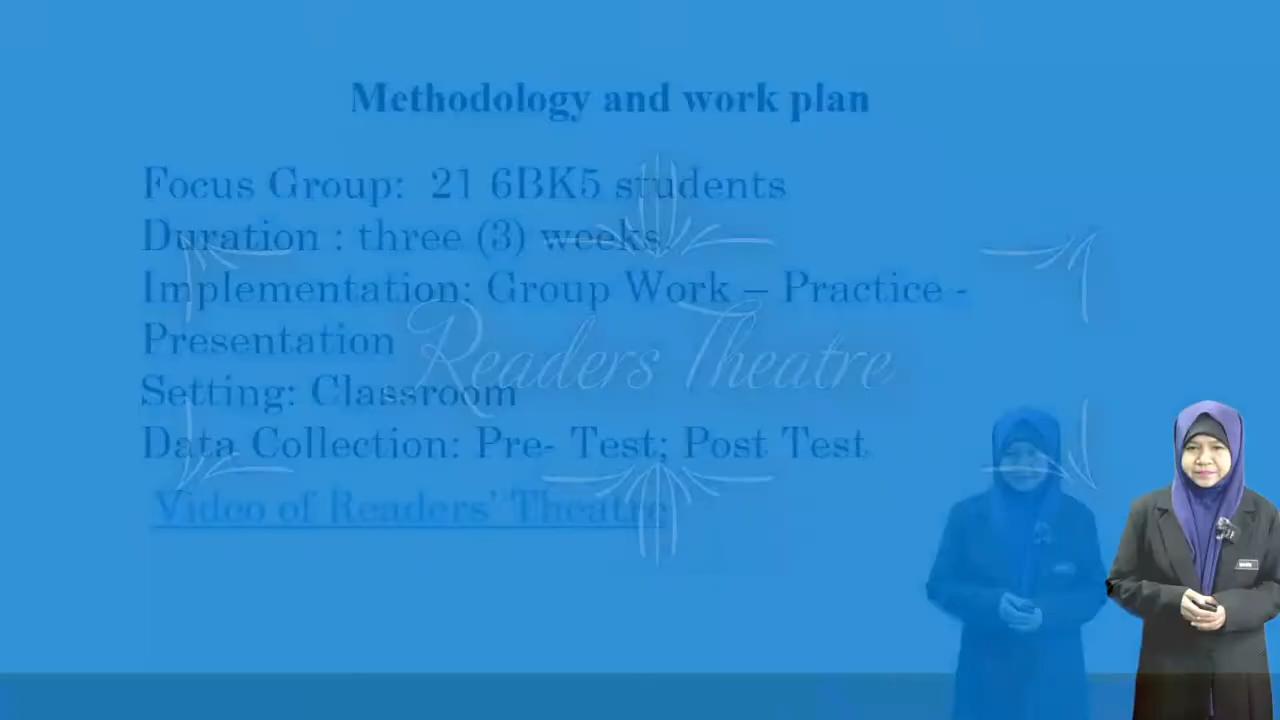 Methodology and work plan
Focus Group: 21 6BK5 students
Duration : three (3) weeks.
Implementation: Group Work – Practice -
Presentation
Readers Theatre
Setting: Classroom
Data Collection: Pre- Test; Post Test
Video of Readers' Theatre